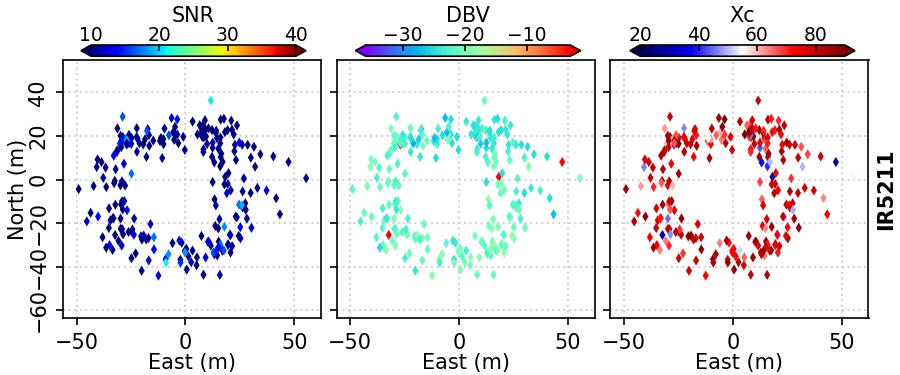 SNR DBV Xc
10 20 30 40 −30 −20 −10 20 40 60 80
40
20
0
−20
−40
−60
North (m)
−50 0 50 −50 0 50 −50 0 50
East (m) East (m) East (m)
IR5211